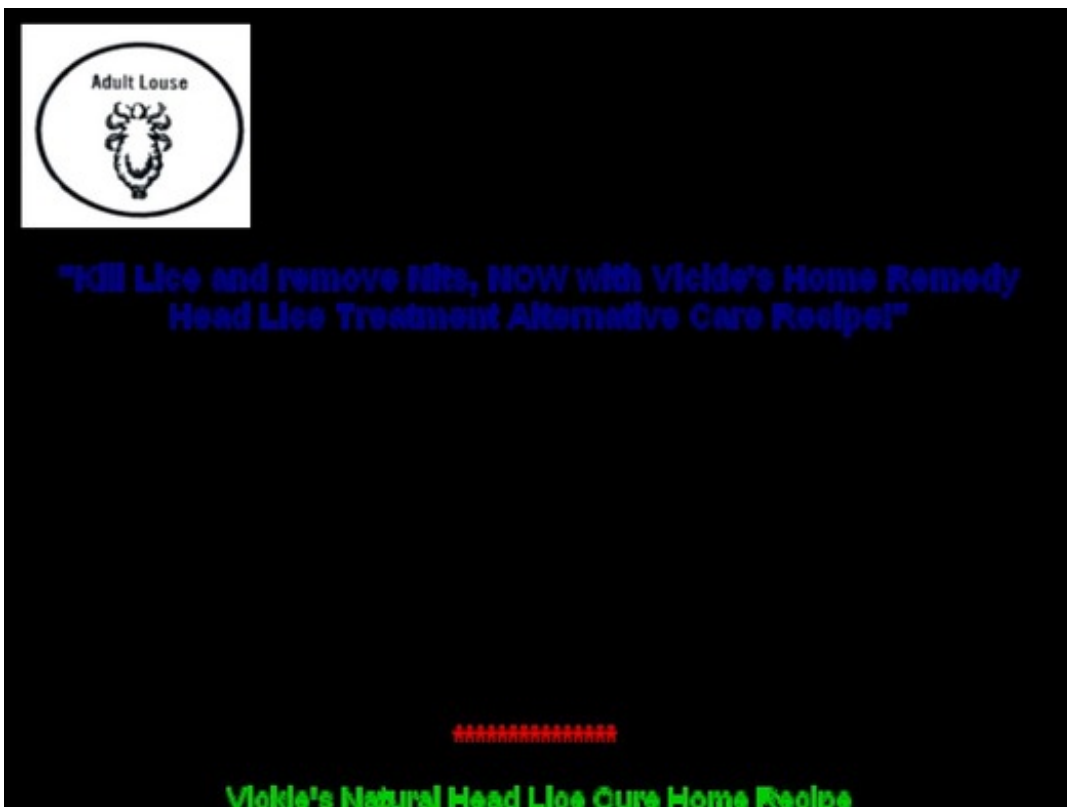 Adult Louse
"Kill Lice and remove Nits, NOW with Vickie's Home Remedy
Head Lice Treatment Alternative Care Recipe!"
***************
Vickie's Natural Head Lice Cure Home Recipe